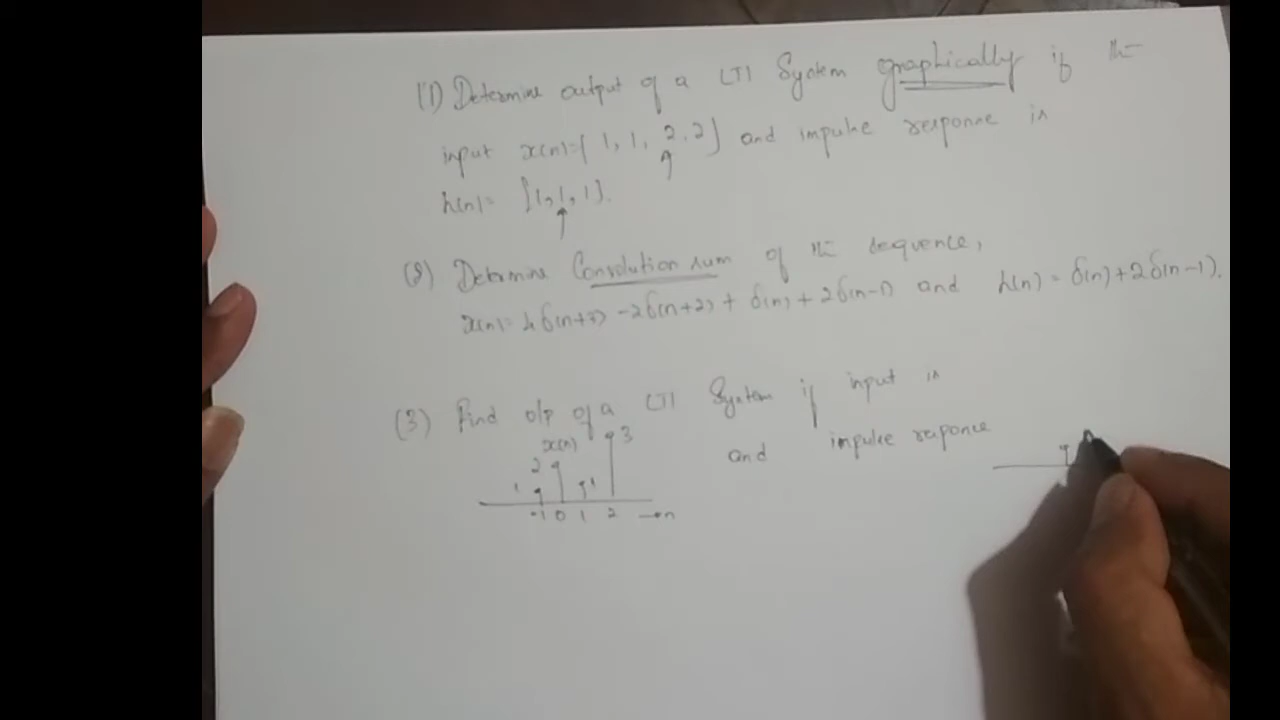 (1) Determine output of a LTI System graphically if the
input x(n)={ 1, 1, 2, 2 } and impulse response is
h(n) = {1, 1, 1}.
(2) Determine Convolution sum of the sequence,
x(n)= 4δ(n+3) -2δ(n+2) + δ(n) + 2δ(n-1) and h(n) = δ(n) + 2δ(n-1).
(3) Find o/p of a LTI System if input is
x(n) 3 and impulse response
2
1 1
-1 0 1 2 →n